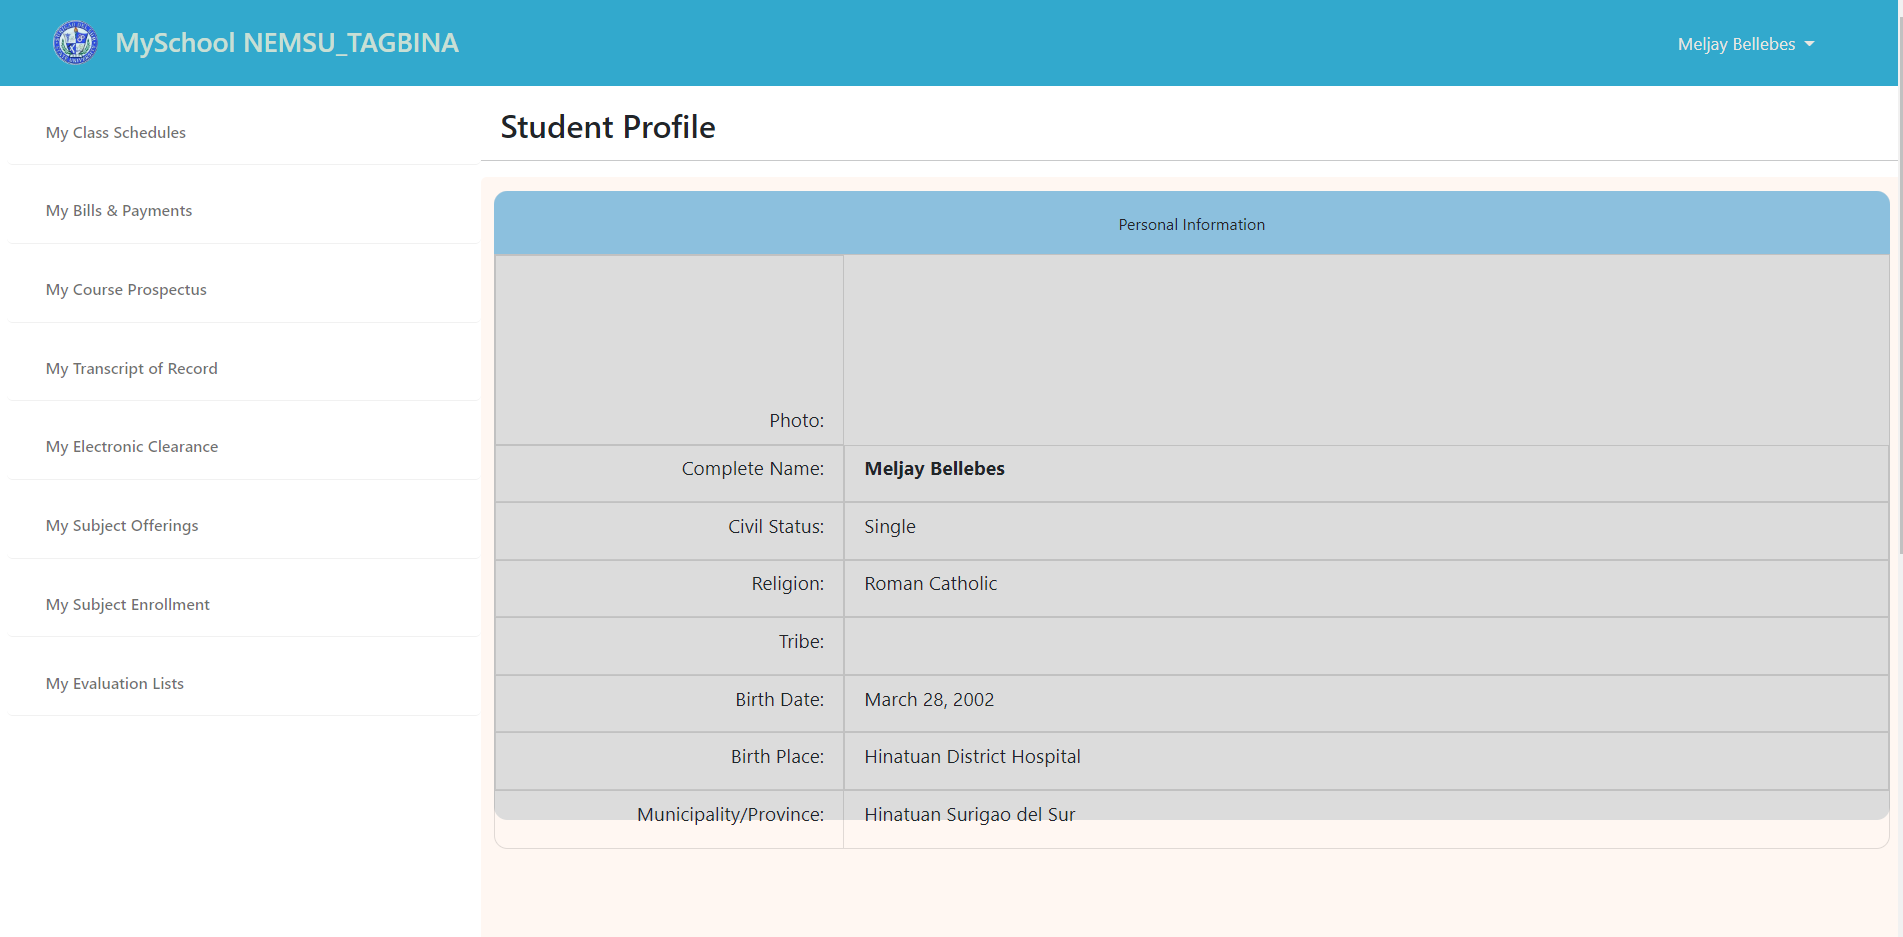 MySchool NEMSU_TAGBINA
Meljay Bellebes
My Class Schedules
My Bills & Payments
My Course Prospectus
My Transcript of Record
My Electronic Clearance
My Subject Offerings
My Subject Enrollment
My Evaluation Lists
Student Profile
Personal Information
Photo:
Complete Name: Meljay Bellebes
Civil Status: Single
Religion: Roman Catholic
Tribe:
Birth Date: March 28, 2002
Birth Place: Hinatuan District Hospital
Municipality/Province: Hinatuan Surigao del Sur